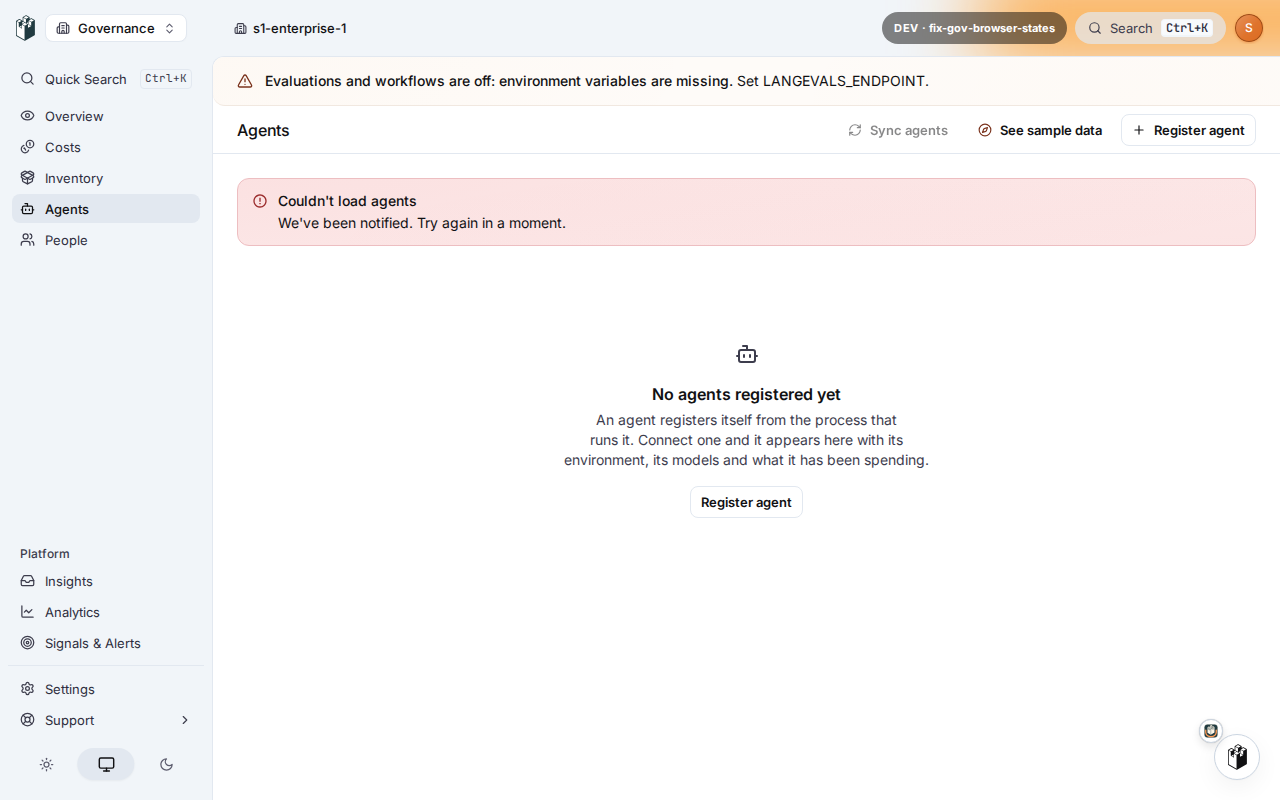 Governance
s1-enterprise-1
DEV · fix-gov-browser-states
Search Ctrl+K
S
Quick Search Ctrl+K
Overview
Costs
Inventory
Agents
People
Platform
Insights
Analytics
Signals & Alerts
Settings
Support
Evaluations and workflows are off: environment variables are missing. Set LANGEVALS_ENDPOINT.
Agents
Sync agents
See sample data
Register agent
Couldn't load agents
We've been notified. Try again in a moment.
No agents registered yet
An agent registers itself from the process that
runs it. Connect one and it appears here with its
environment, its models and what it has been spending.
Register agent